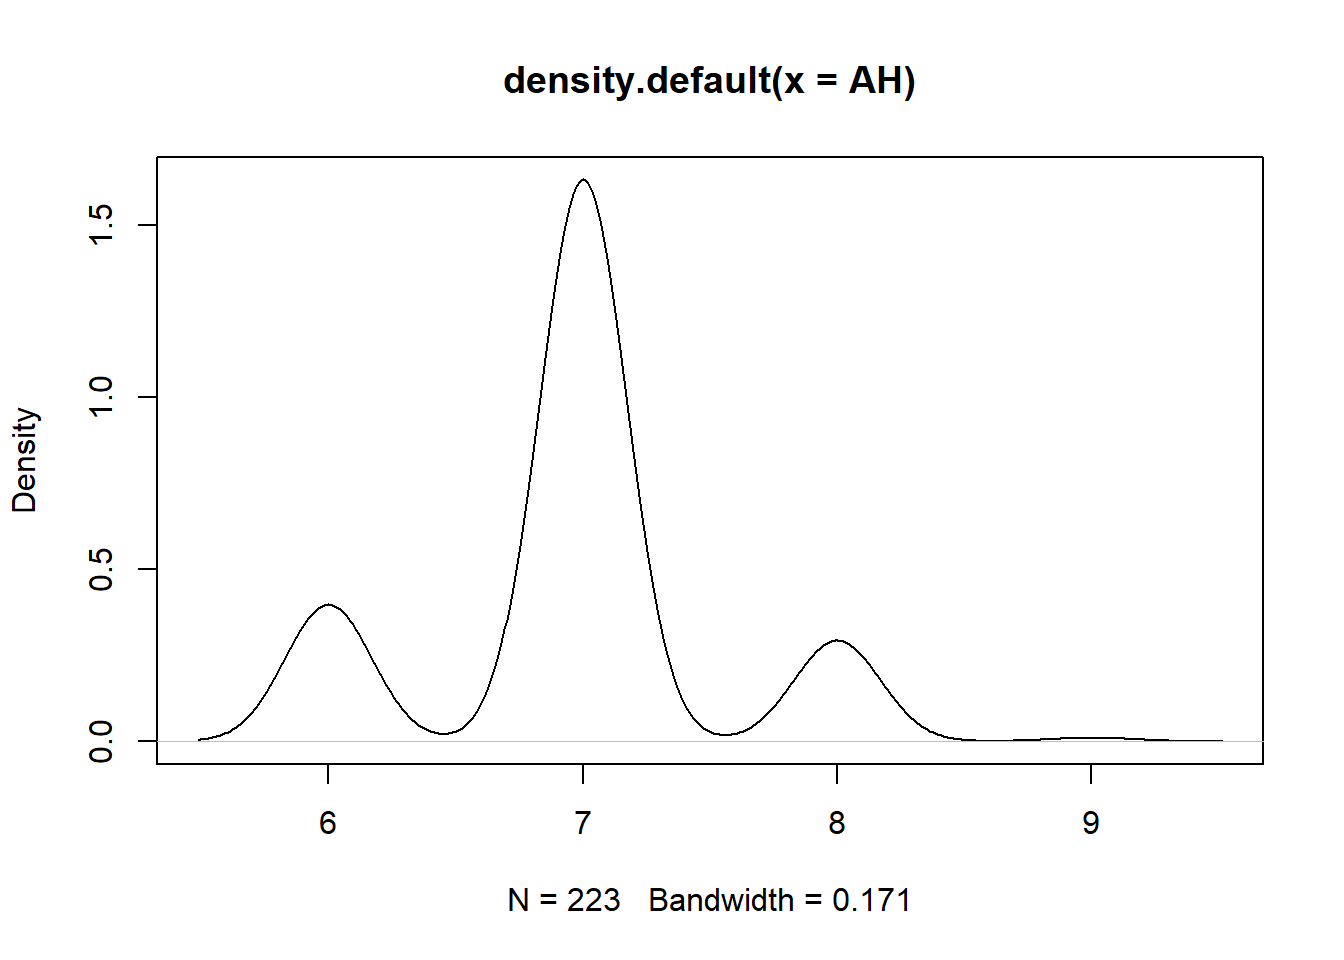 density.default(x = AH)
Density
1.5
1.0
0.5
0.0
6 7 8 9
N = 223 Bandwidth = 0.171